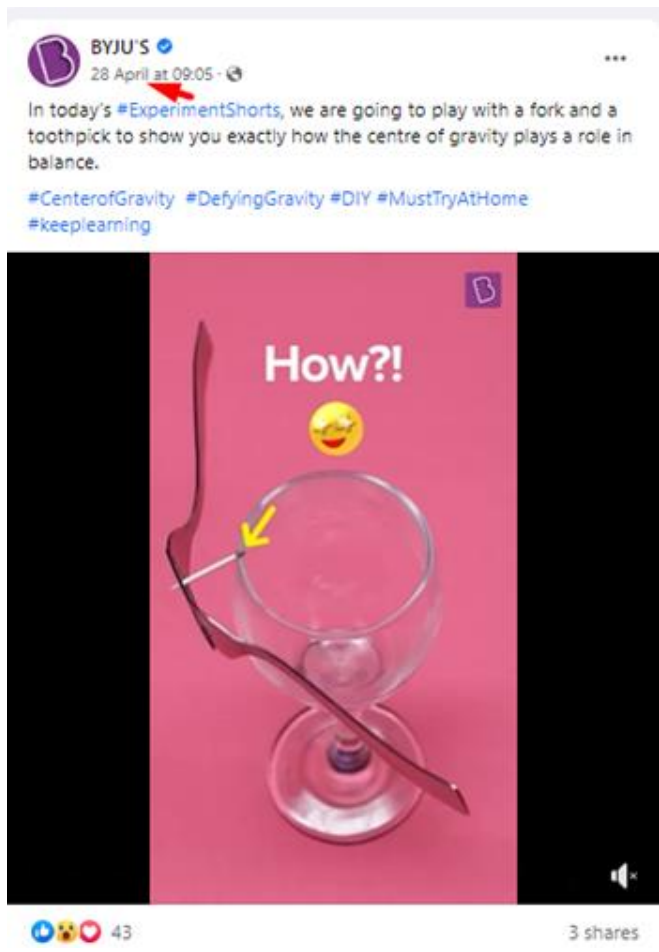 BYJU'S
28 April at 09:05 ·
In today's #ExperimentShorts, we are going to play with a fork and a
toothpick to show you exactly how the centre of gravity plays a role in
balance.
#CenterofGravity #DefyingGravity #DIY #MustTryAtHome
#keeplearning
B
How?!
43
3 shares